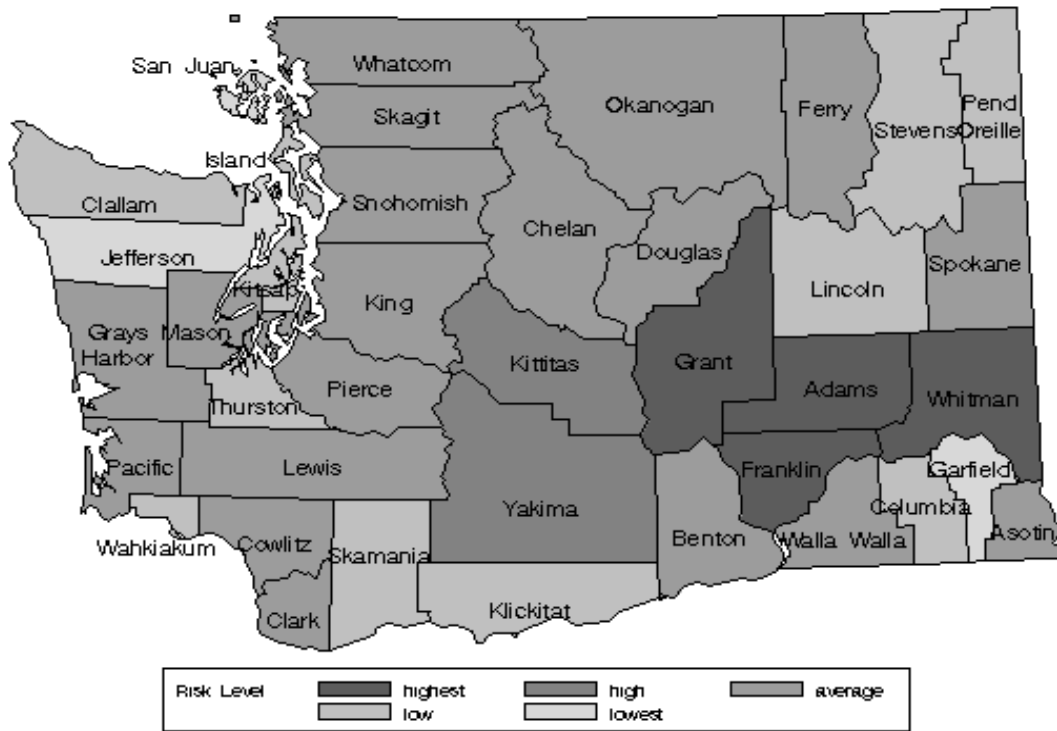 San Juan
Whatcom
Okanogan
Ferry
Stevens
Pend
Oreille
Skagit
Island
Clallam
Snohomish
Chelan
Douglas
Jefferson
Kitsap
King
Lincoln
Spokane
Grays
Harbor
Mason
Kittitas
Grant
Adams
Whitman
Pierce
Thurston
Pacific
Lewis
Franklin
Garfield
Yakima
Columbia
Wahkiakum
Cowlitz
Skamania
Benton
Walla Walla
Asotin
Clark
Klickitat
Risk Level highest high average
low lowest